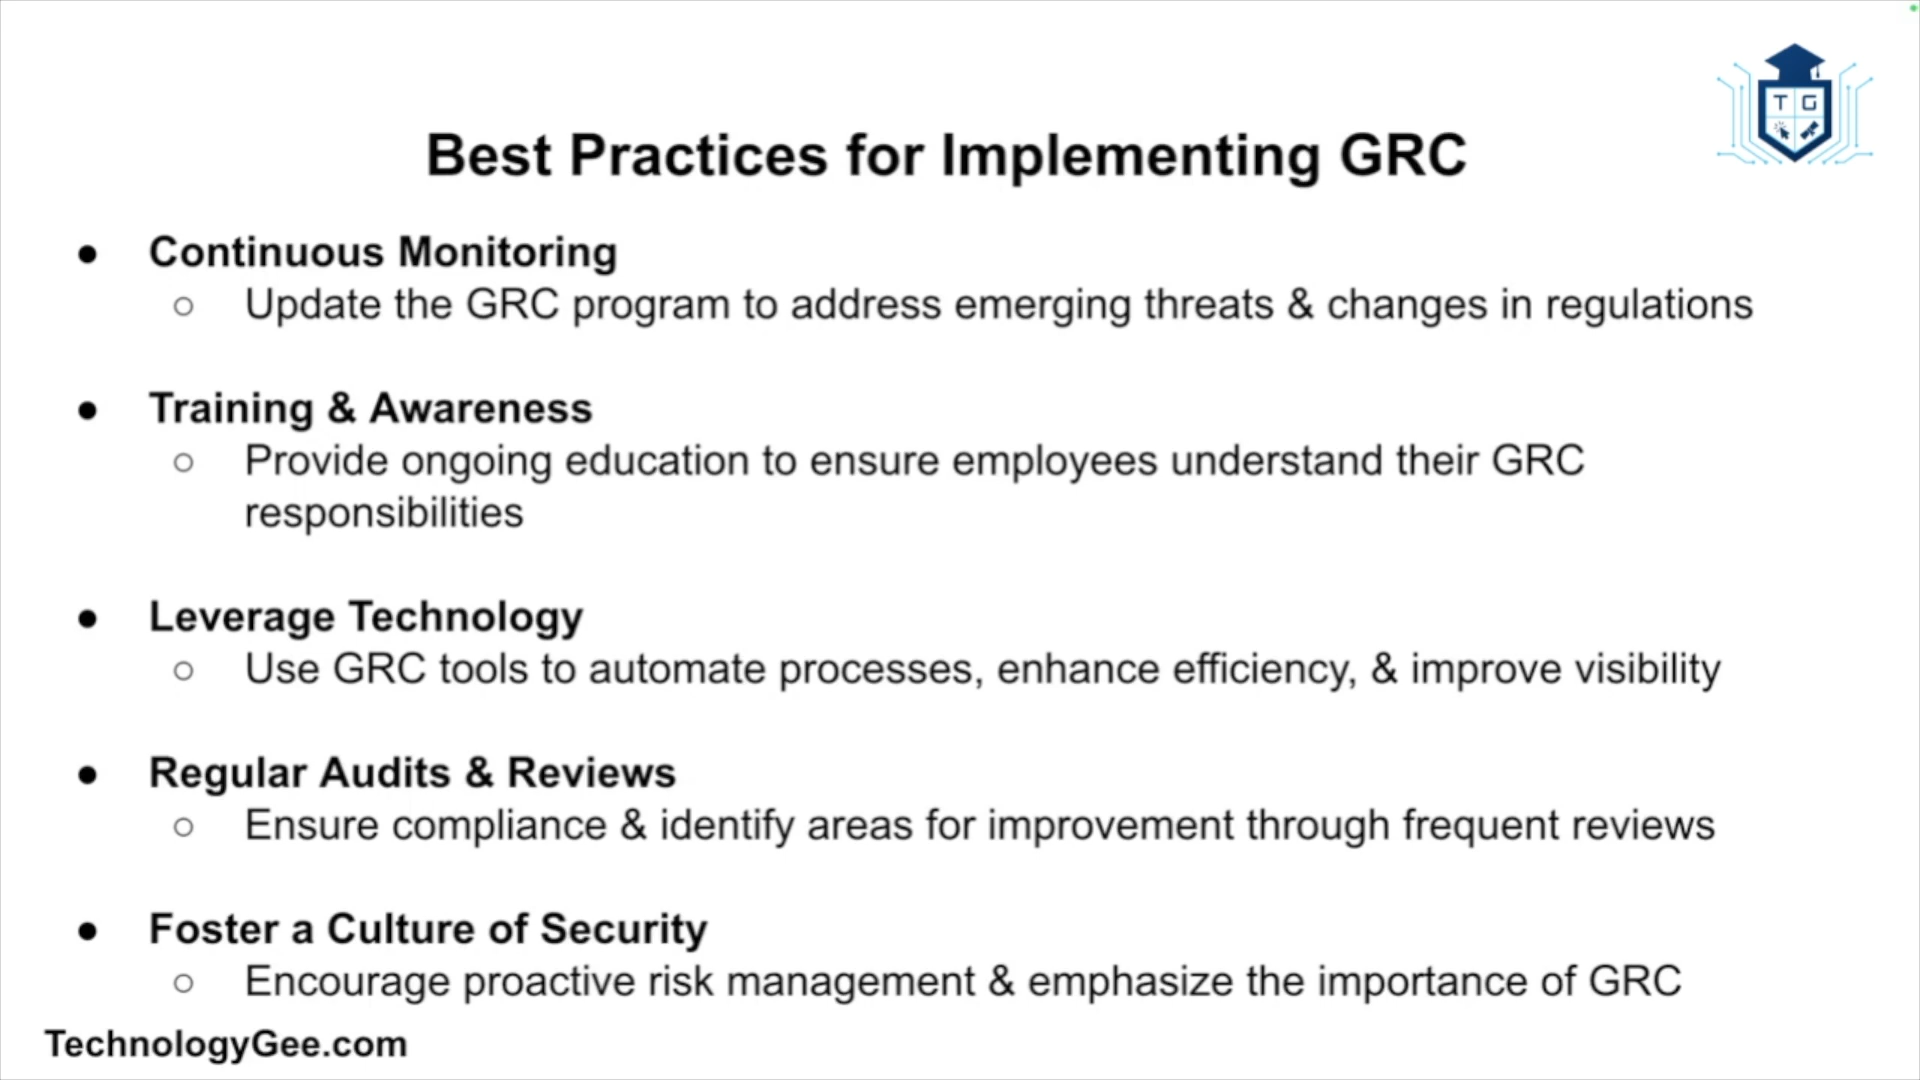 T G
Best Practices for Implementing GRC
● Continuous Monitoring
○ Update the GRC program to address emerging threats & changes in regulations
● Training & Awareness
○ Provide ongoing education to ensure employees understand their GRC
responsibilities
● Leverage Technology
○ Use GRC tools to automate processes, enhance efficiency, & improve visibility
● Regular Audits & Reviews
○ Ensure compliance & identify areas for improvement through frequent reviews
● Foster a Culture of Security
○ Encourage proactive risk management & emphasize the importance of GRC
TechnologyGee.com